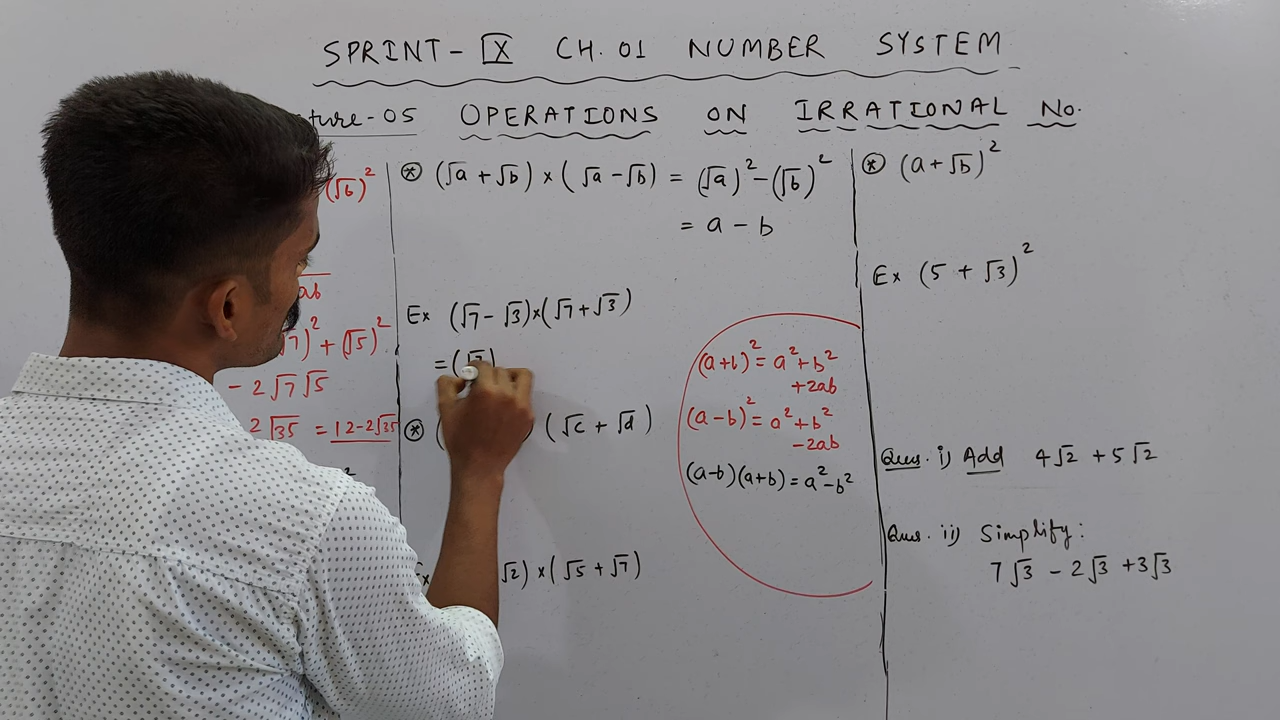 SPRINT- IX CH. 01 NUMBER SYSTEM
OPERATIONS ON IRRATIONAL No.
(√b)²
ab
)² + (√5)²
- 2√7√5
2√35 = 12-2√35
⊛ (√a + √b) × (√a - √b) = (√a)² - (√b)²
= a - b
Ex (√7 - √3)×(√7 + √3)
= (√7)
⊛ ( (√c + √d)
√2) × (√5 + √7)
(a+b)² = a² + b²
+2ab
(a-b)² = a² + b²
-2ab
(a-b)(a+b) = a² - b²
⊛ (a + √b)²
Ex (5 + √3)²
Ques. i) Add 4√2 + 5√2
Ques. ii) Simplify:
7√3 - 2√3 + 3√3